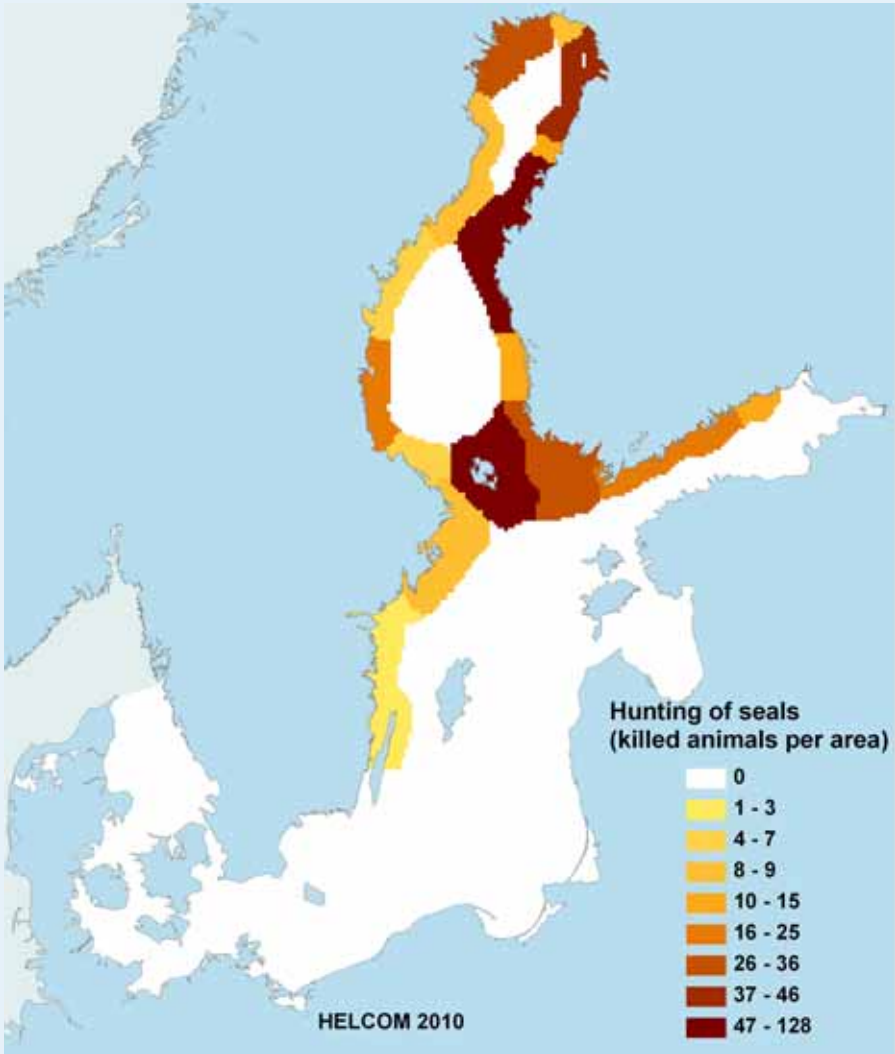 Hunting of seals
(killed animals per area)
0
1 - 3
4 - 7
8 - 9
10 - 15
16 - 25
26 - 36
37 - 46
47 - 128
HELCOM 2010